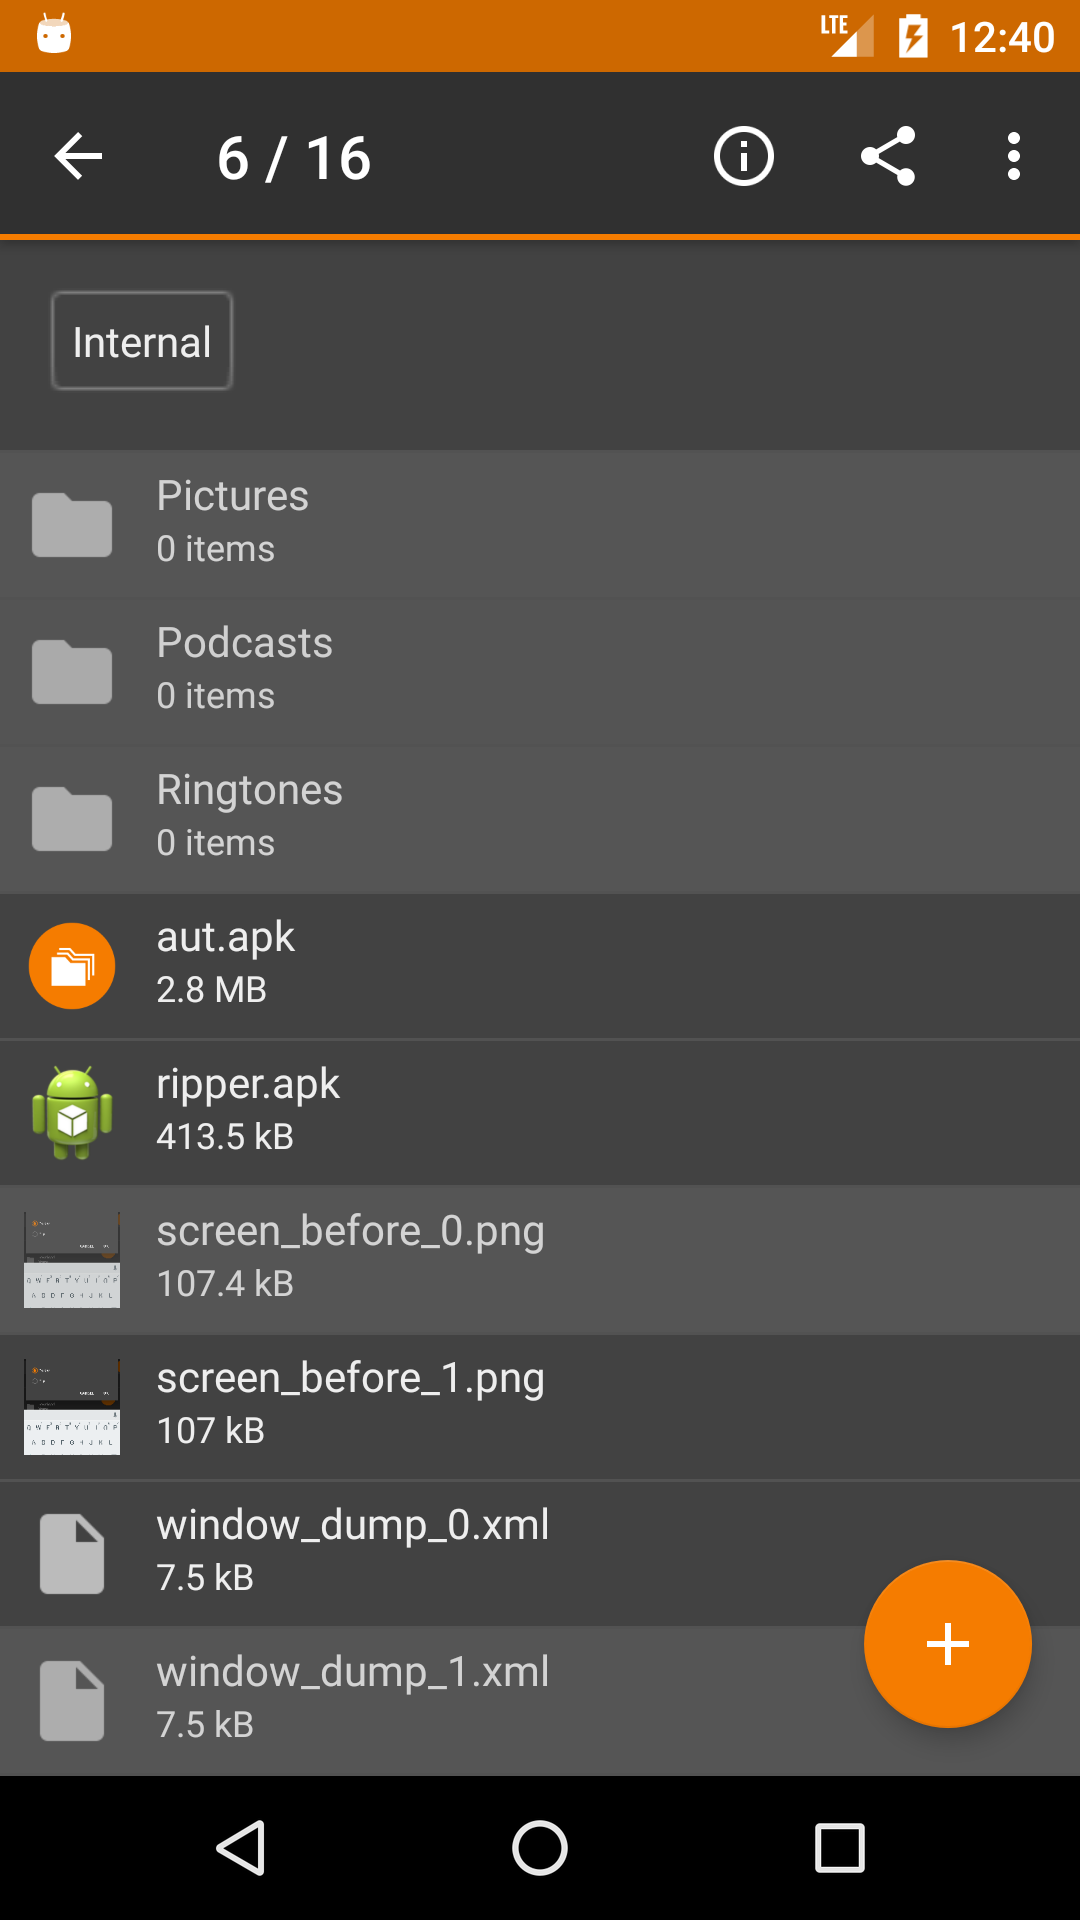 LTE
12:40
6 / 16
Internal
Pictures
0 items
Podcasts
0 items
Ringtones
0 items
aut.apk
2.8 MB
ripper.apk
413.5 kB
screen_before_0.png
107.4 kB
screen_before_1.png
107 kB
window_dump_0.xml
7.5 kB
window_dump_1.xml
7.5 kB